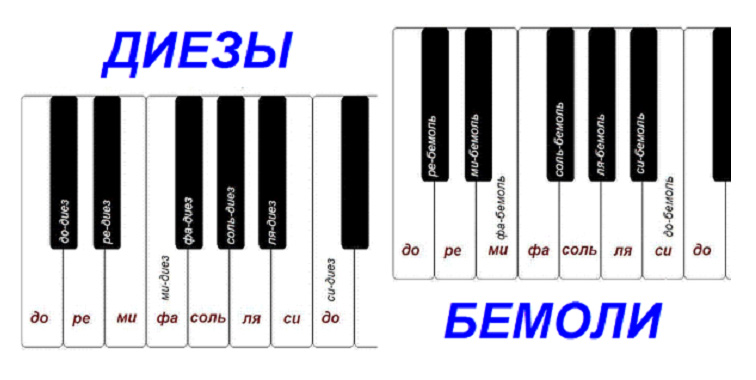 ДИЕЗЫ
до-диез
ре-диез
фа-диез
соль-диез
ля-диез
ми-диез
си-диез
до ре ми фа соль ля си до
ре-бемоль
ми-бемоль
соль-бемоль
ля-бемоль
си-бемоль
фа-бемоль
до-бемоль
до ре ми фа соль ля си до
БЕМОЛИ